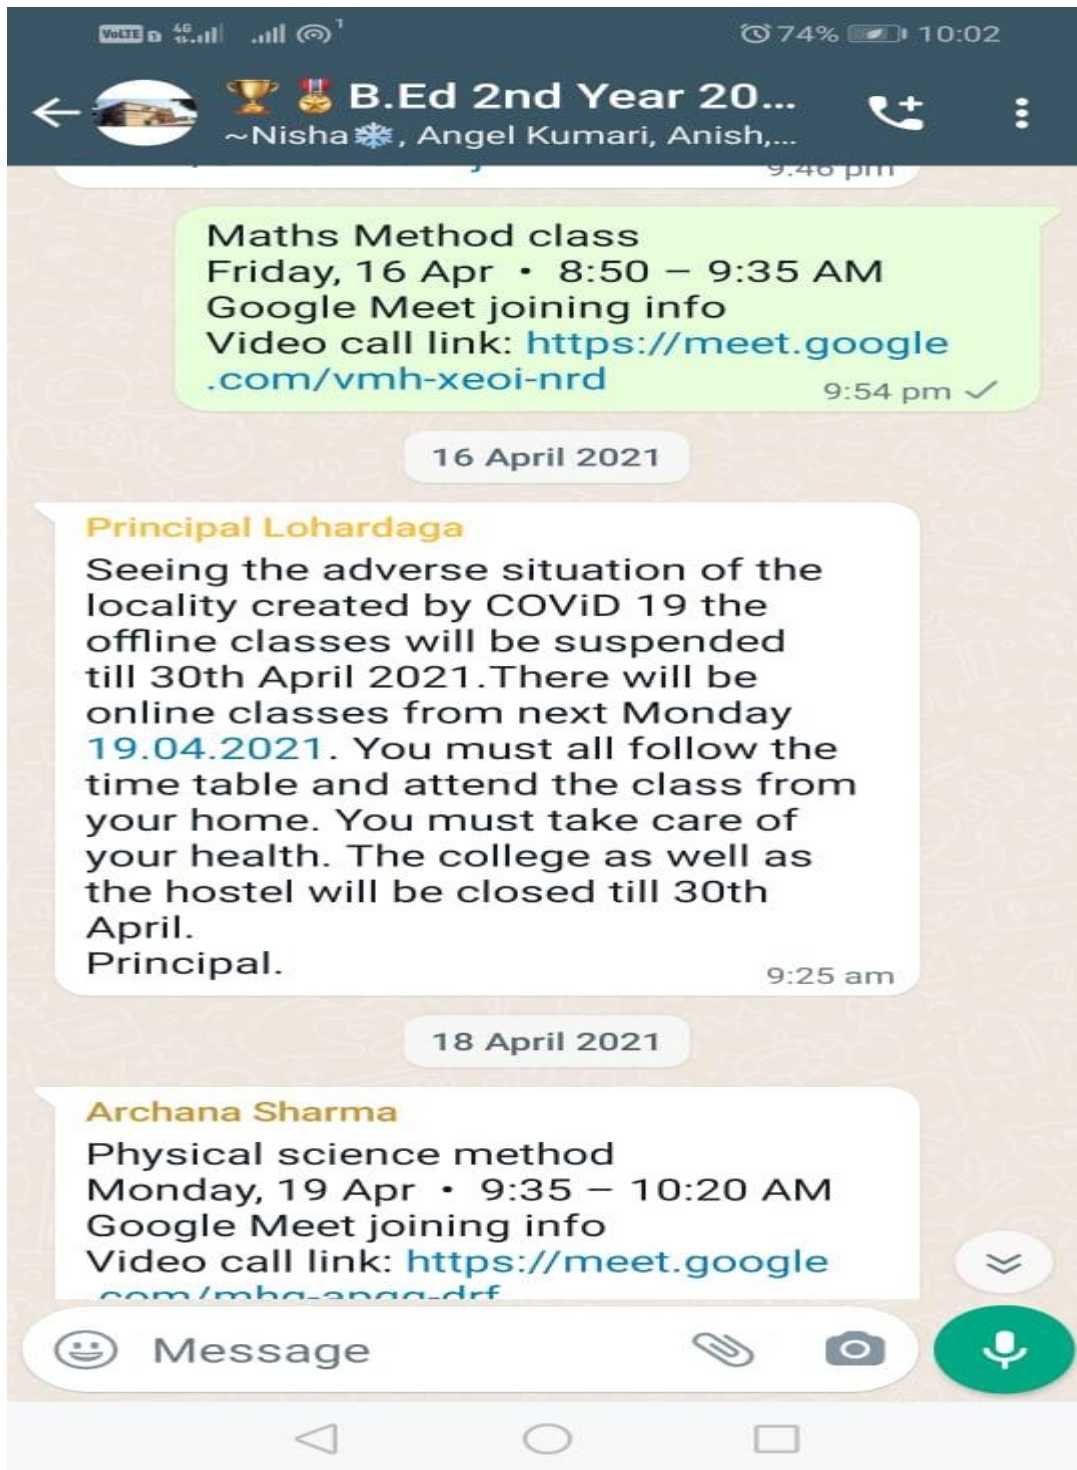 VoLTE 4G 1 74% 10:02
🏆 🏅 B.Ed 2nd Year 20...
~Nisha❄️, Angel Kumari, Anish,...
9:46 pm
Maths Method class
Friday, 16 Apr • 8:50 – 9:35 AM
Google Meet joining info
Video call link: https://meet.google
.com/vmh-xeoi-nrd
9:54 pm
16 April 2021
Principal Lohardaga
Seeing the adverse situation of the
locality created by COViD 19 the
offline classes will be suspended
till 30th April 2021.There will be
online classes from next Monday
19.04.2021. You must all follow the
time table and attend the class from
your home. You must take care of
your health. The college as well as
the hostel will be closed till 30th
April.
Principal.
9:25 am
18 April 2021
Archana Sharma
Physical science method
Monday, 19 Apr • 9:35 – 10:20 AM
Google Meet joining info
Video call link: https://meet.google
Message